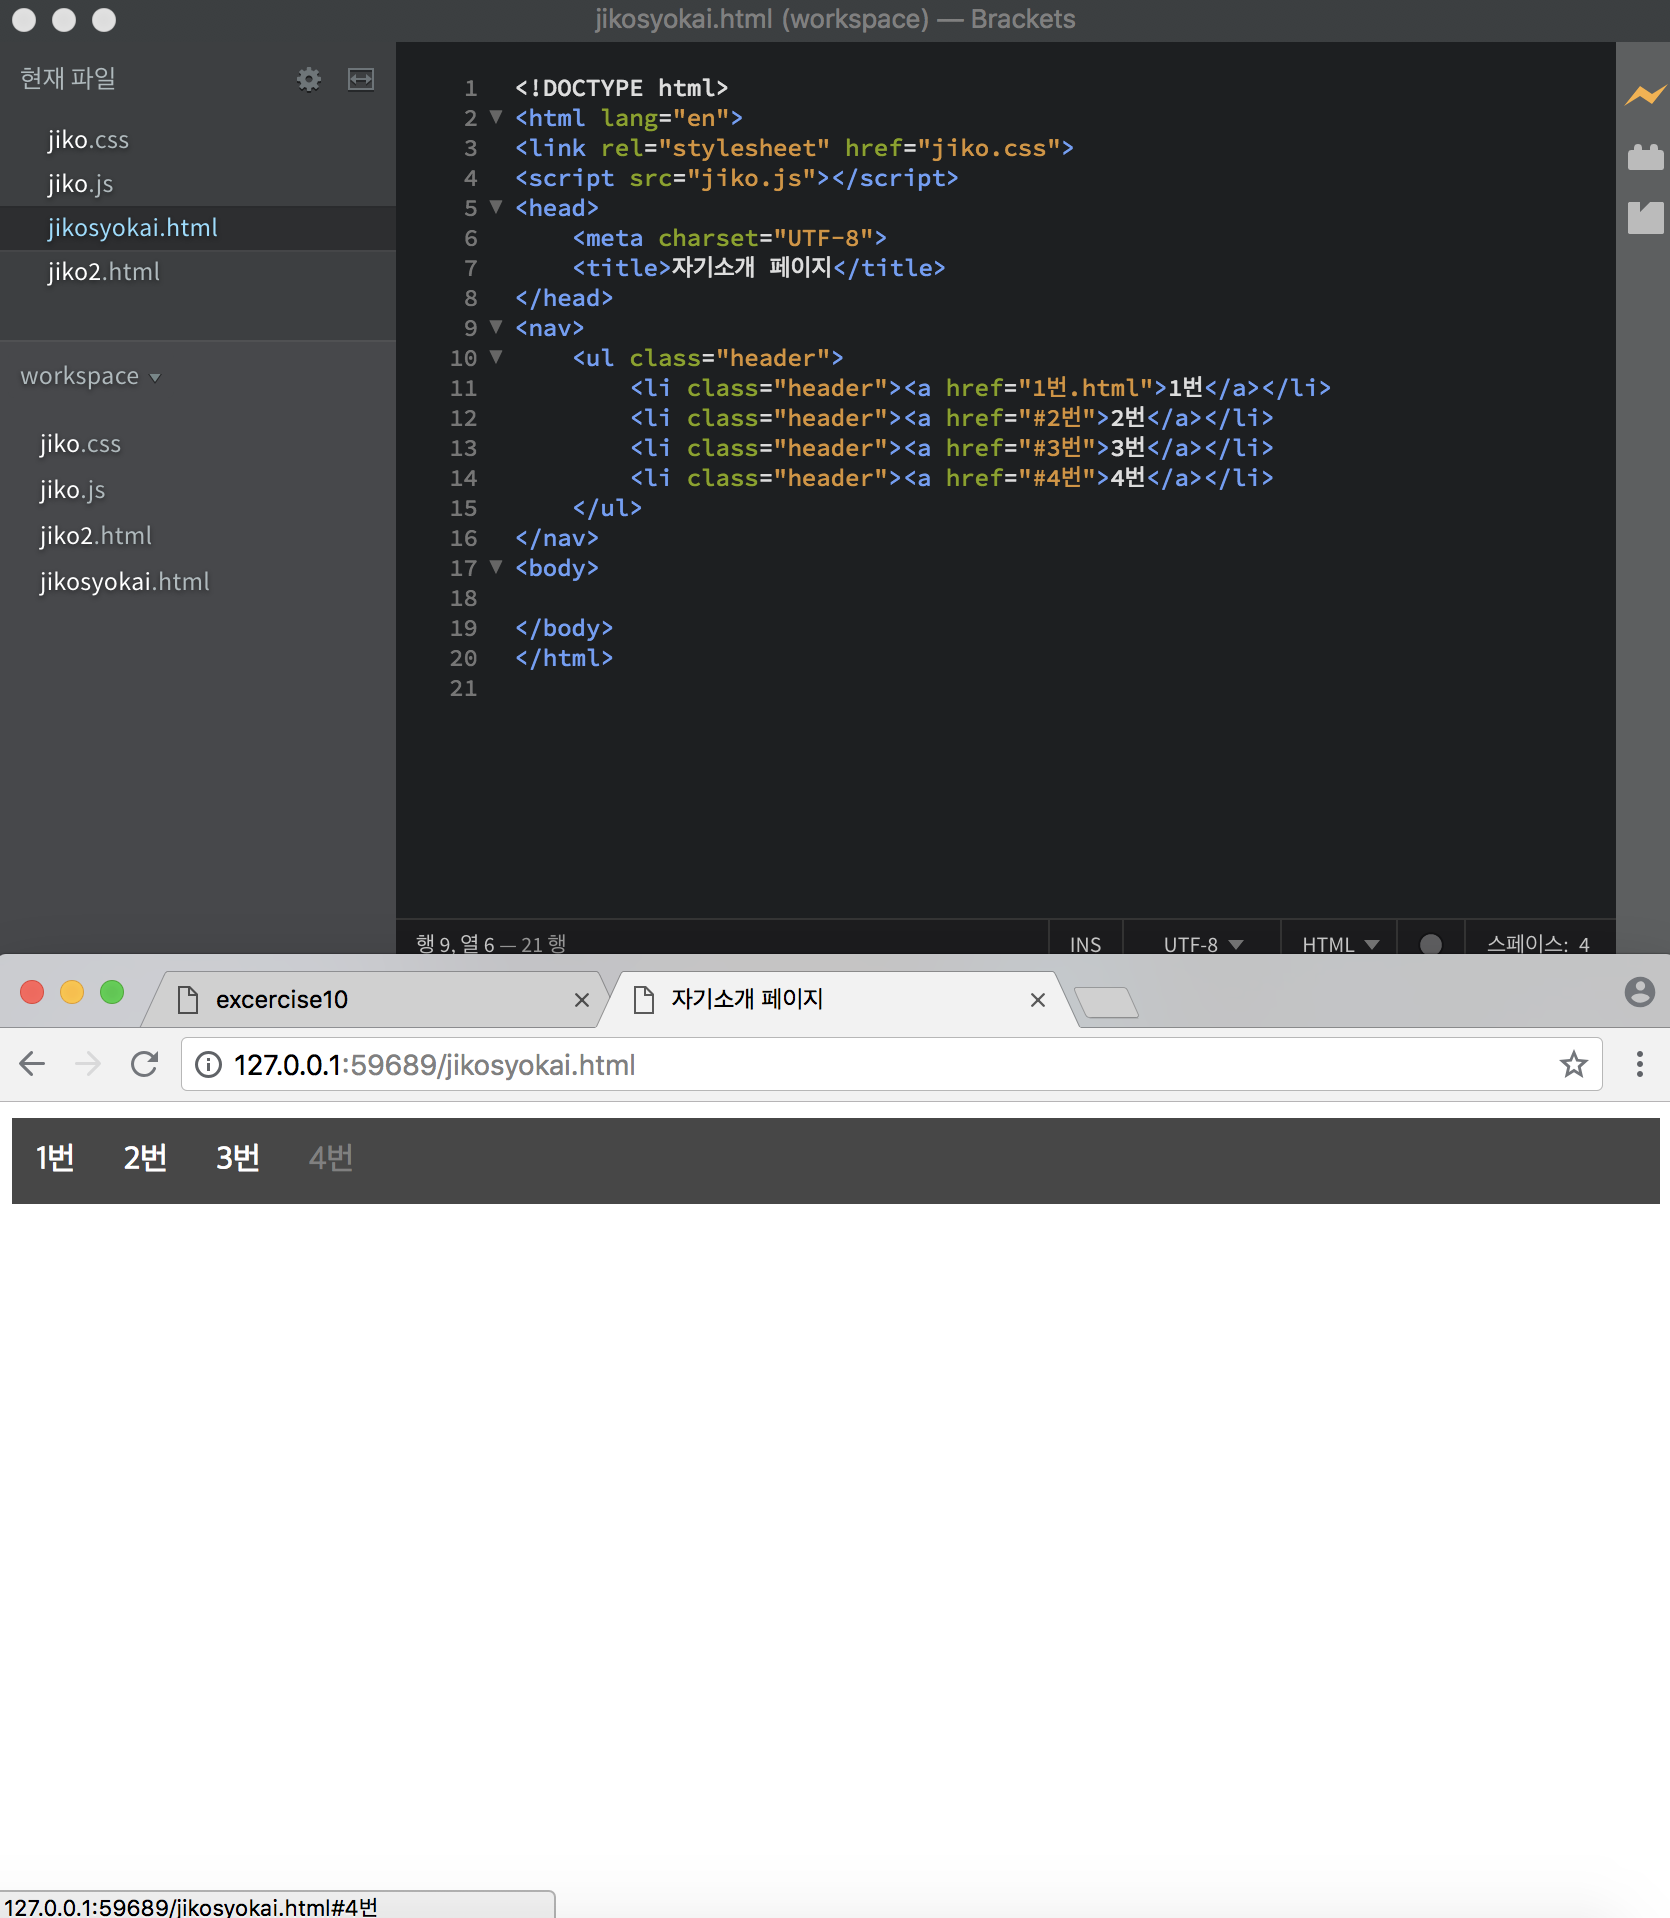 jikosyokai.html (workspace) — Brackets
현재 파일
jiko.css
jiko.js
jikosyokai.html
jiko2.html
workspace
jiko.css
jiko.js
jiko2.html
jikosyokai.html
1 <!DOCTYPE html>
2 <html lang="en">
3 <link rel="stylesheet" href="jiko.css">
4 <script src="jiko.js"></script>
5 <head>
6     <meta charset="UTF-8">
7     <title>자기소개 페이지</title>
8 </head>
9 <nav>
10     <ul class="header">
11         <li class="header"><a href="1번.html">1번</a></li>
12         <li class="header"><a href="#2번">2번</a></li>
13         <li class="header"><a href="#3번">3번</a></li>
14         <li class="header"><a href="#4번">4번</a></li>
15     </ul>
16 </nav>
17 <body>
18
19 </body>
20 </html>
21
행 9, 열 6 — 21 행 INS UTF-8 HTML 스페이스: 4
excercise10 자기소개 페이지
127.0.0.1:59689/jikosyokai.html
1번 2번 3번 4번
127.0.0.1:59689/jikosyokai.html#4번